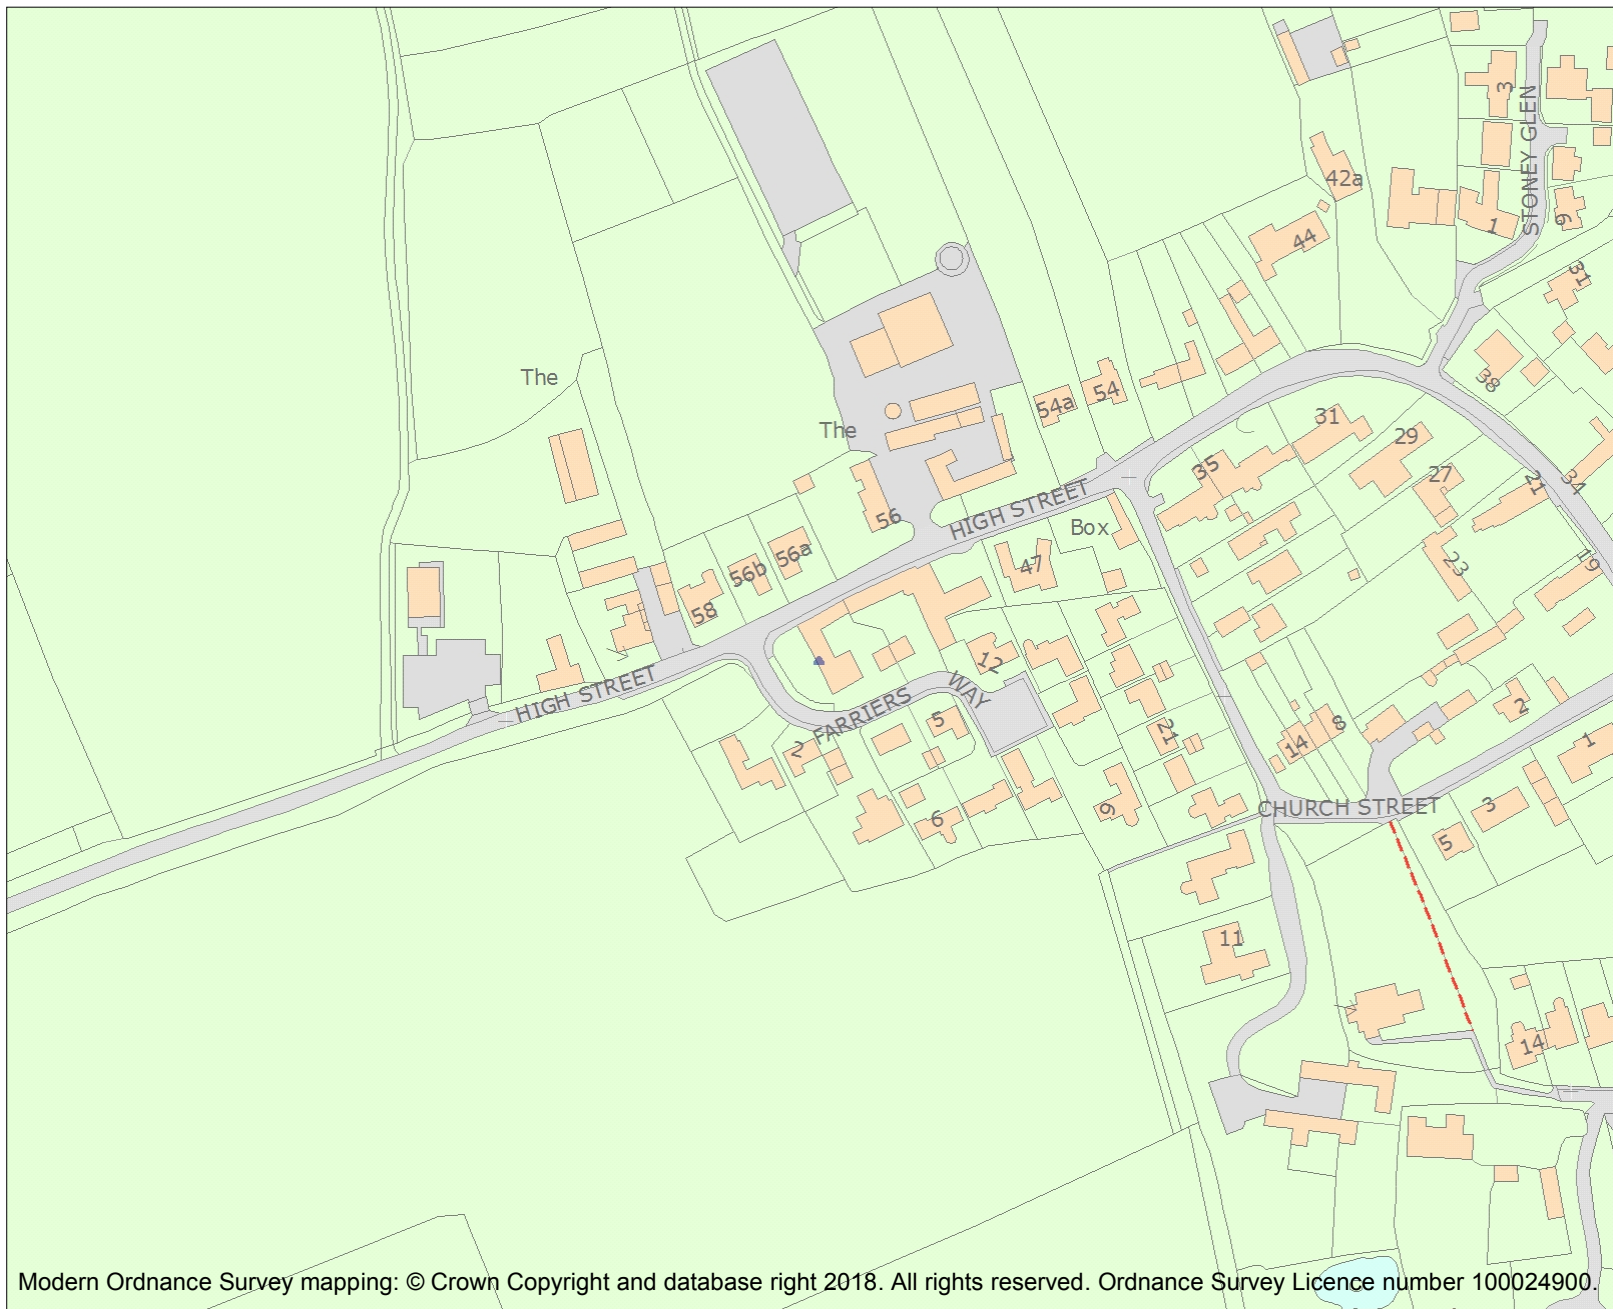 3
STONEY GLEN
42a
1
9
44
31
The
38
54
54a
The
31
29
35
27
21
34
HIGH STREET
56
Box
56a
47
56b
23
19
58
12
HIGH STREET
WAY
FARRIERS
5
2
2
8
21
14
1
9
6
CHURCH STREET
3
5
11
14
Modern Ordnance Survey mapping: © Crown Copyright and database right 2018. All rights reserved. Ordnance Survey Licence number 100024900.